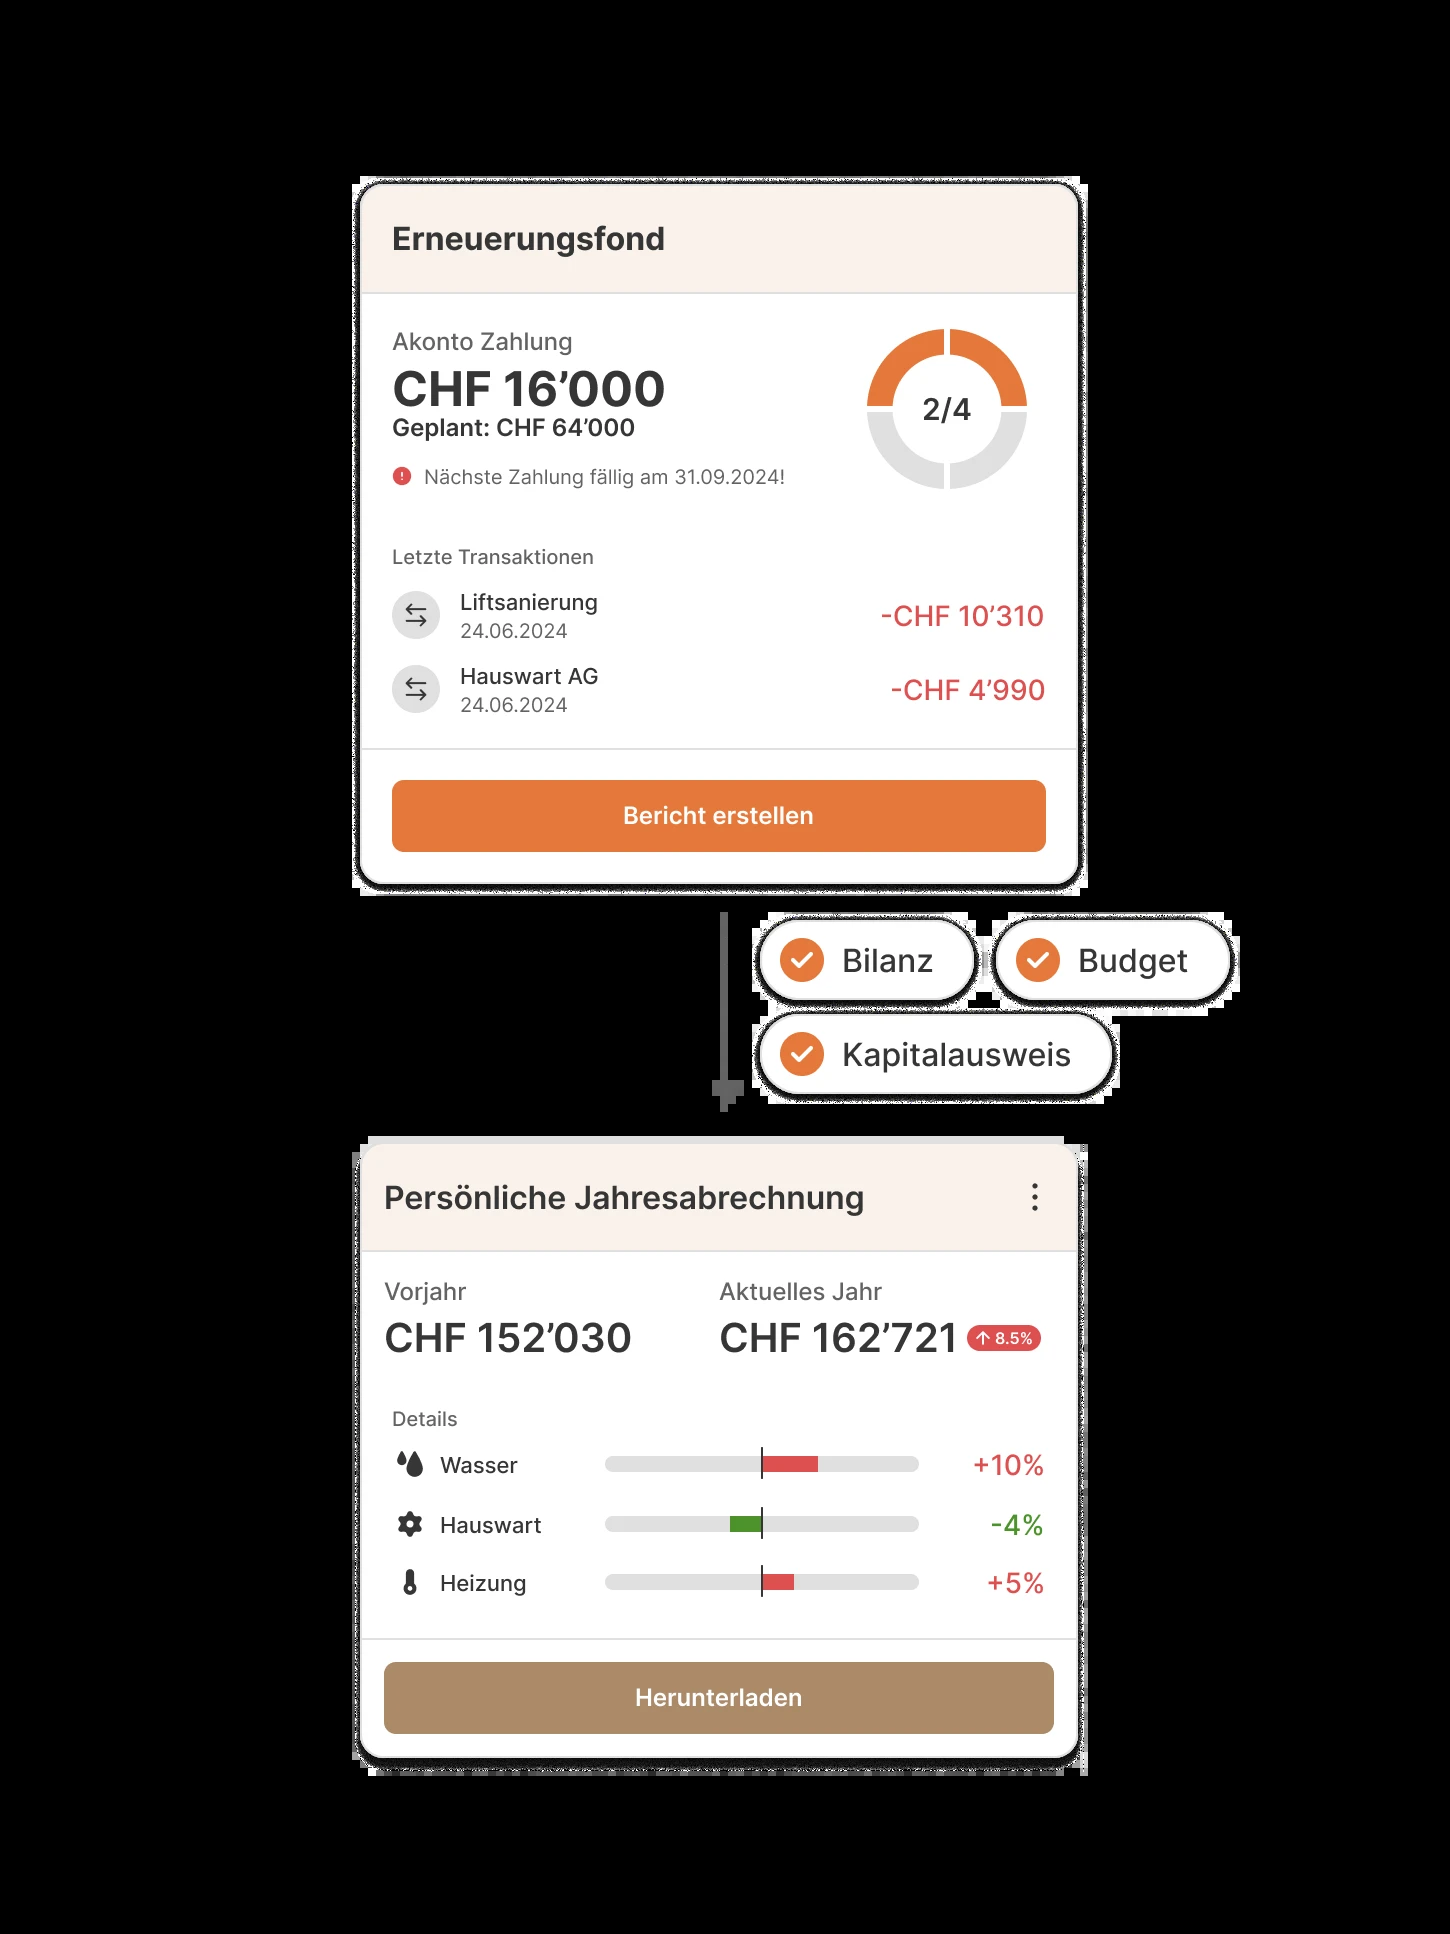 Erneuerungsfond
Akonto Zahlung
CHF 16’000
Geplant: CHF 64’000
2/4
Nächste Zahlung fällig am 31.09.2024!
Letzte Transaktionen
Liftsanierung
24.06.2024
-CHF 10’310
Hauswart AG
24.06.2024
-CHF 4’990
Bericht erstellen
Bilanz
Budget
Kapitalausweis
Persönliche Jahresabrechnung
Vorjahr
CHF 152’030
Aktuelles Jahr
CHF 162’721
↑ 8.5%
Details
Wasser
+10%
Hauswart
-4%
Heizung
+5%
Herunterladen